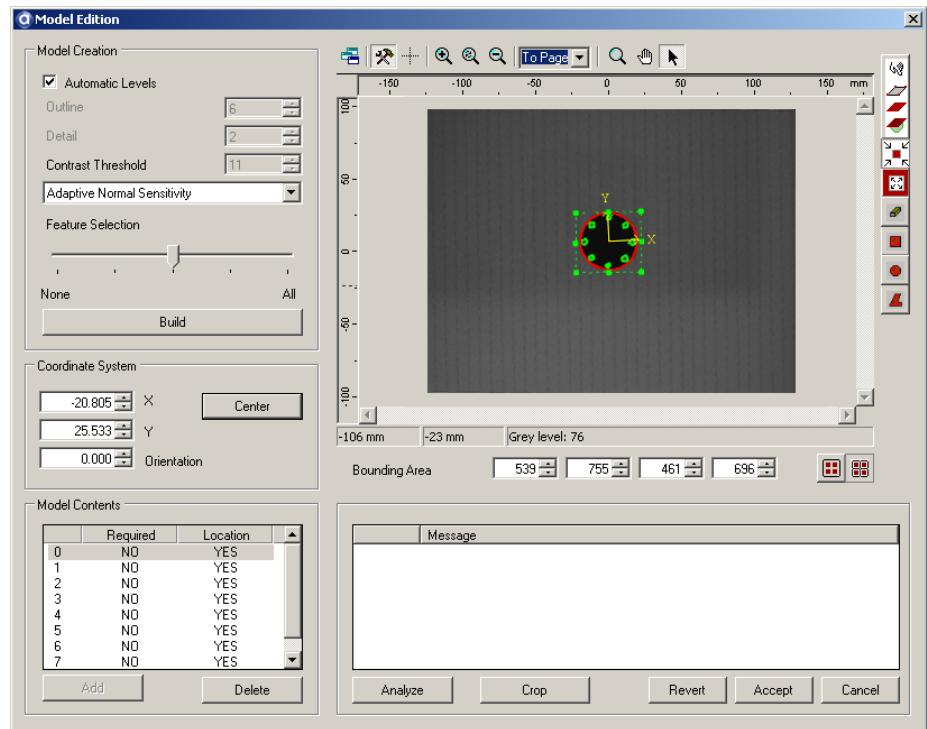 Model Edition
Model Creation
Automatic Levels
Outline 6
Detail 2
Contrast Threshold 11
Adaptive Normal Sensitivity
Feature Selection
None All
Build
Coordinate System
-20.805 X
Center
25.533 Y
0.000 Orientation
Model Contents
Required Location
0 NO YES
1 NO YES
2 NO YES
3 NO YES
4 NO YES
5 NO YES
6 NO YES
7 NO YES
Add Delete
To Page
-150 -100 -50 0 50 100 150 mm
100
50
0
-50
-100
Y
X
-106 mm -23 mm Grey level: 76
Bounding Area 539 755 461 696
Message
Analyze Crop Revert Accept Cancel